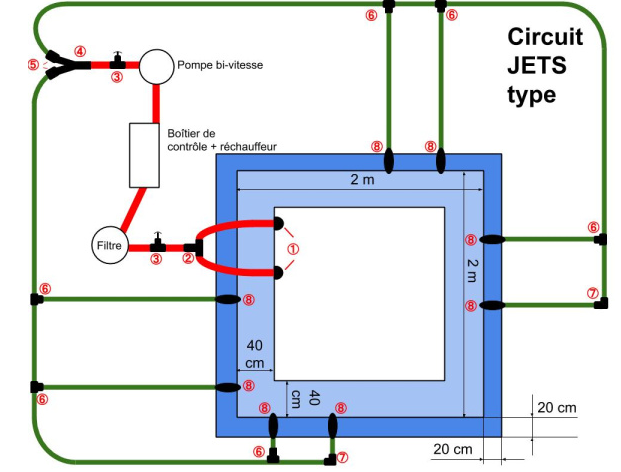 ⑥
⑥
Circuit
JETS
type
④
⑤
③
Pompe bi-vitesse
Boîtier de
contrôle + réchauffeur
⑧
⑧
2 m
Filtre
③
②
①
⑧
⑥
2 m
⑧
⑦
⑥
⑧
40
cm
⑥
⑧
40
cm
⑧
⑧
20 cm
⑥
⑦
20 cm